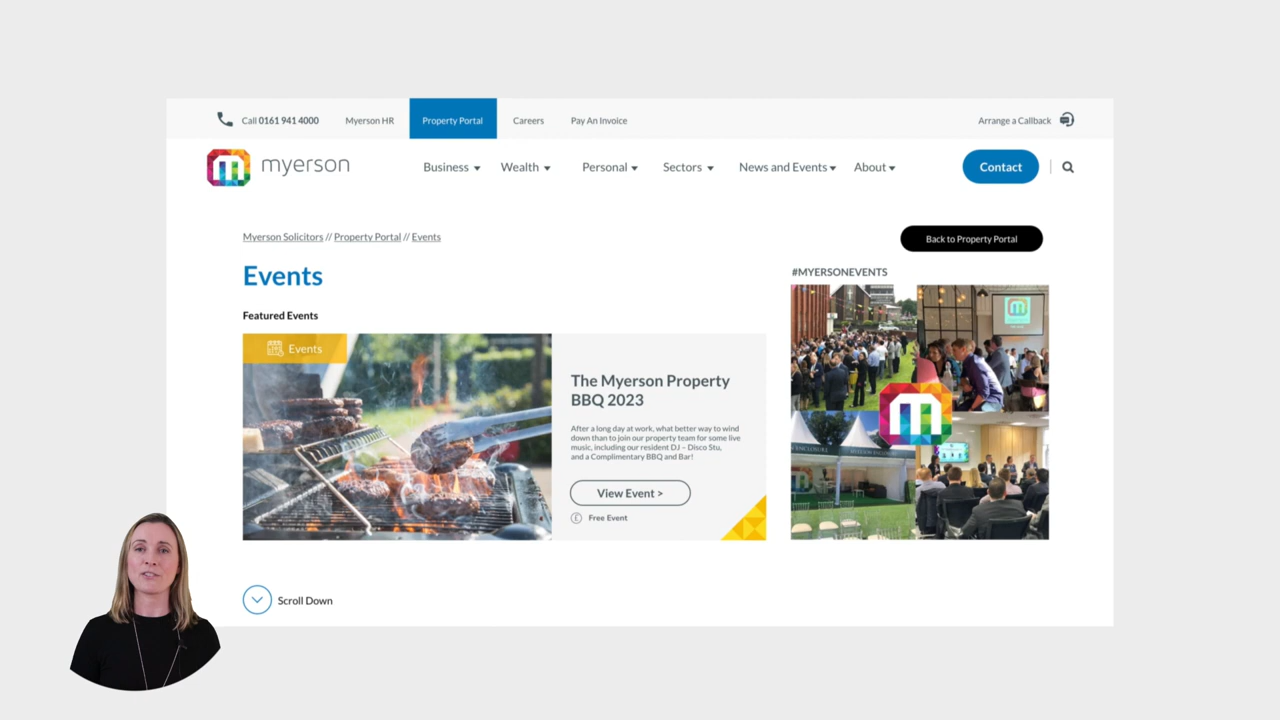 Call 0161 941 4000
Myerson HR
Property Portal
Careers
Pay An Invoice
Arrange a Callback
myerson
Business
Wealth
Personal
Sectors
News and Events
About
Contact
Myerson Solicitors // Property Portal // Events
Back to Property Portal
Events
#MYERSONEVENTS
Featured Events
Events
The Myerson Property
BBQ 2023
After a long day at work, what better way to wind
down than to join our property team for some live
music, including our resident DJ – Disco Stu,
and a Complimentary BBQ and Bar!
View Event >
Free Event
Scroll Down